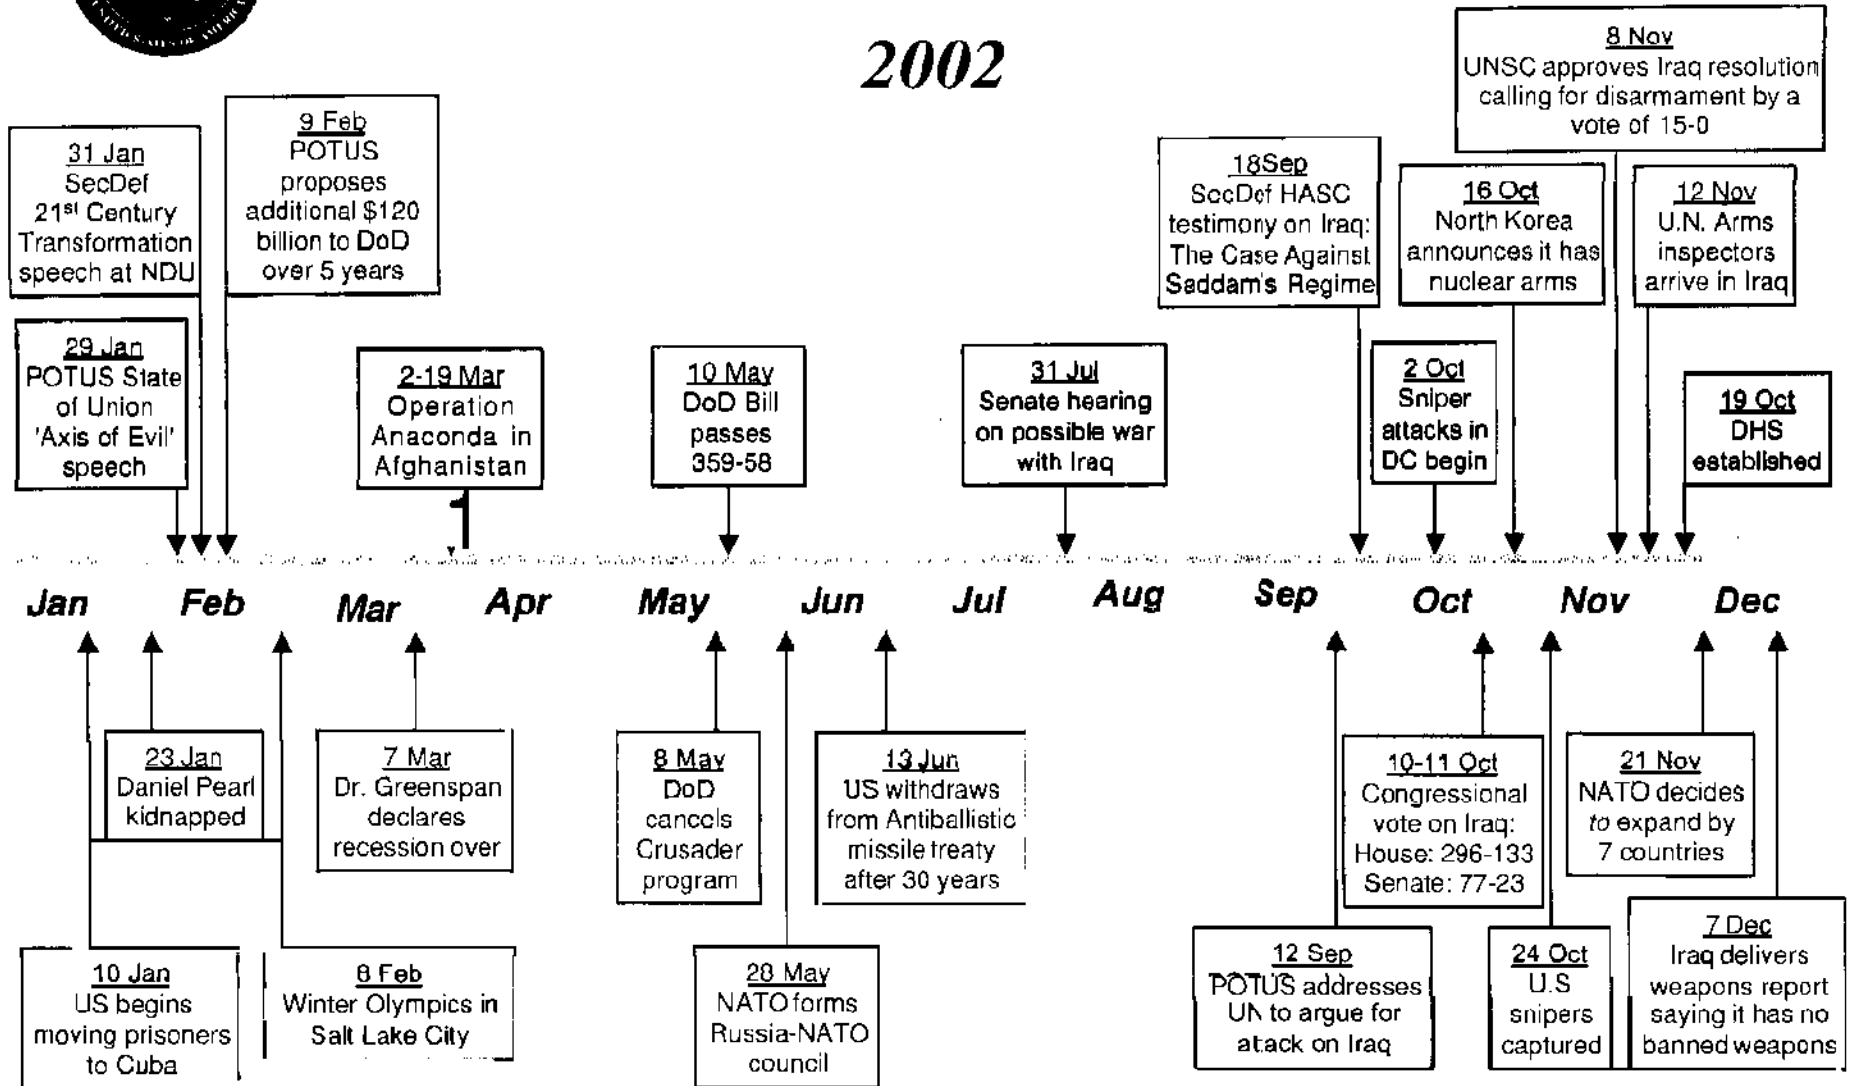 UNITED STATES OF AMERICA
2002
8 Nov
UNSC approves Iraq resolution
calling for disarmament by a
vote of 15-0
9 Feb
POTUS
proposes
additional $120
billion to DoD
over 5 years
31 Jan
SecDef
21st Century
Transformation
speech at NDU
18Sep
SecDef HASC
testimony on Iraq:
The Case Against
Saddam's Regime
16 Oct
North Korea
announces it has
nuclear arms
12 Nov
U.N. Arms
inspectors
arrive in Iraq
29 Jan
POTUS State
of Union
'Axis of Evil'
speech
2-19 Mar
Operation
Anaconda in
Afghanistan
10 May
DoD Bill
passes
359-58
31 Jul
Senate hearing
on possible war
with Iraq
2 Oct
Sniper
attacks in
DC begin
19 Oct
DHS
established
Jan Feb Mar Apr May Jun Jul Aug Sep Oct Nov Dec
23 Jan
Daniel Pearl
kidnapped
7 Mar
Dr. Greenspan
declares
recession over
8 May
DoD
cancels
Crusader
program
13 Jun
US withdraws
from Antiballistic
missile treaty
after 30 years
10-11 Oct
Congressional
vote on Iraq:
House: 296-133
Senate: 77-23
21 Nov
NATO decides
to expand by
7 countries
10 Jan
US begins
moving prisoners
to Cuba
8 Feb
Winter Olympics in
Salt Lake City
28 May
NATO forms
Russia-NATO
council
12 Sep
POTUS addresses
UN to argue for
attack on Iraq
24 Oct
U.S
snipers
captured
7 Dec
Iraq delivers
weapons report
saying it has no
banned weapons